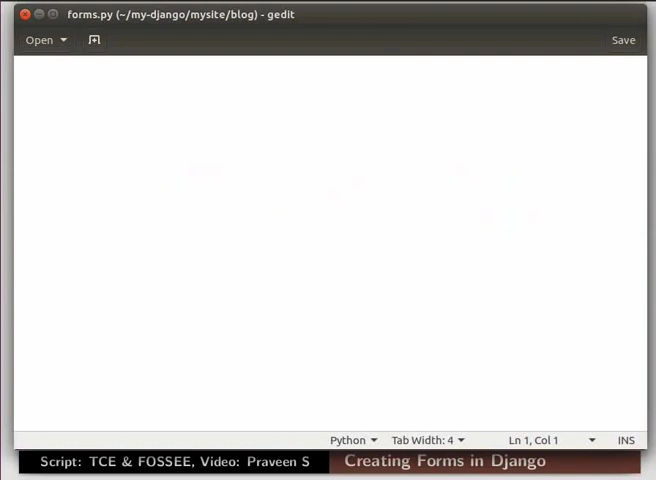 forms.py (~/my-django/mysite/blog) - gedit
Open Save
Python Tab Width: 4 Ln 1, Col 1 INS
Script: TCE & FOSSEE, Video: Praveen S Creating Forms in Django